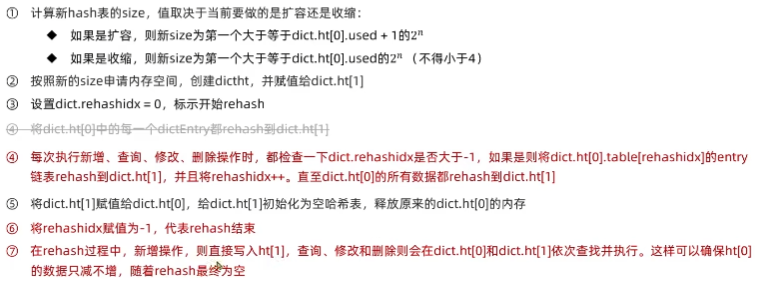 ① 计算新hash表的size，值取决于当前要做的是扩容还是收缩：
◆ 如果是扩容，则新size为第一个大于等于dict.ht[0].used + 1的2ⁿ
◆ 如果是收缩，则新size为第一个大于等于dict.ht[0].used的2ⁿ （不得小于4）
② 按照新的size申请内存空间，创建dictht，并赋值给dict.ht[1]
③ 设置dict.rehashidx = 0，标示开始rehash
④ 将dict.ht[0]中的每一个dictEntry都rehash到dict.ht[1]
④ 每次执行新增、查询、修改、删除操作时，都检查一下dict.rehashidx是否大于-1，如果是则将dict.ht[0].table[rehashidx]的entry
链表rehash到dict.ht[1]，并且将rehashidx++。直至dict.ht[0]的所有数据都rehash到dict.ht[1]
⑤ 将dict.ht[1]赋值给dict.ht[0]，给dict.ht[1]初始化为空哈希表，释放原来的dict.ht[0]的内存
⑥ 将rehashidx赋值为-1，代表rehash结束
⑦ 在rehash过程中，新增操作，则直接写入ht[1]，查询、修改和删除则会在dict.ht[0]和dict.ht[1]依次查找并执行。这样可以确保ht[0]
的数据只减不增，随着rehash最终为空